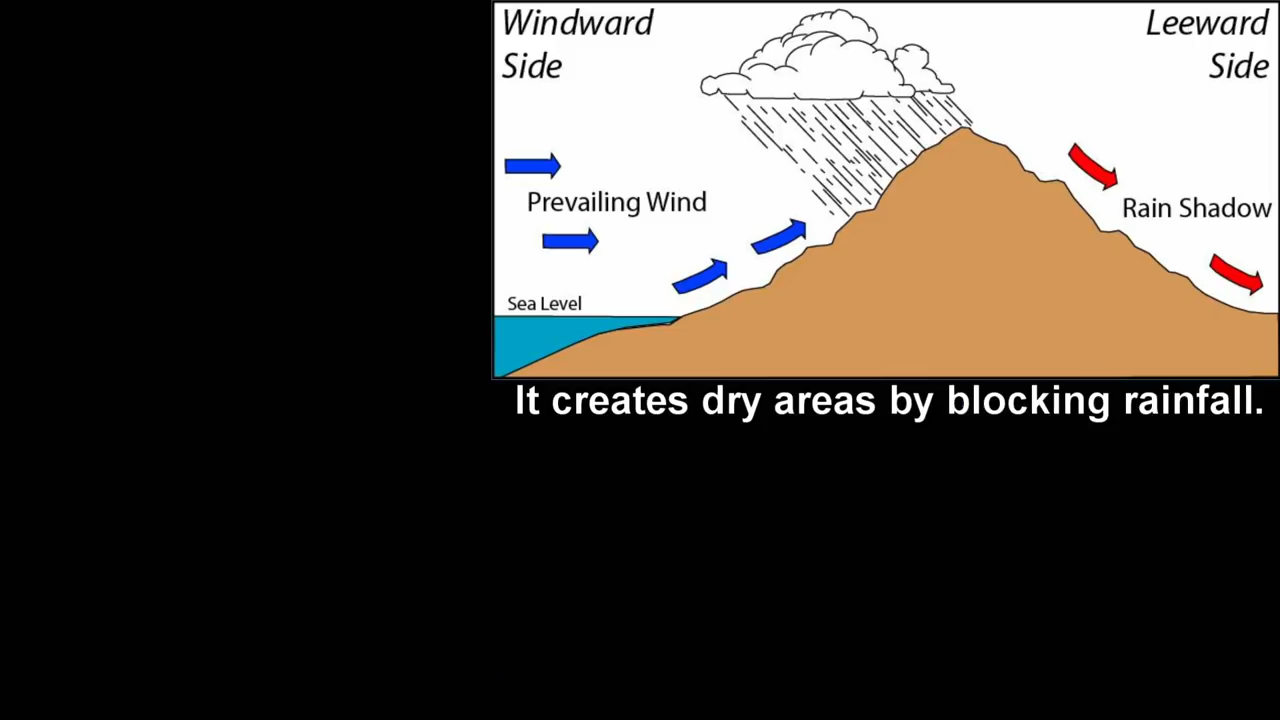 Windward
Side
Leeward
Side
Prevailing Wind
Rain Shadow
Sea Level
It creates dry areas by blocking rainfall.